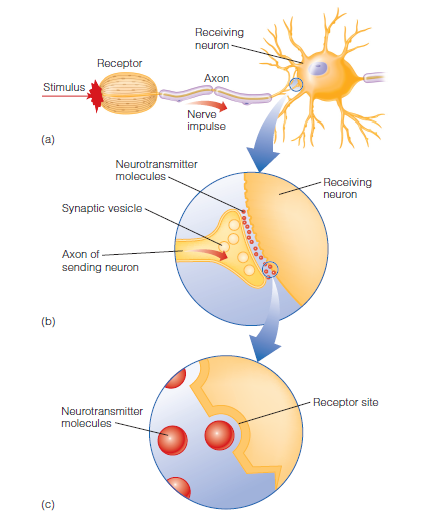 Receiving
neuron
Receptor
Stimulus
Axon
Nerve
impulse
(a)
Neurotransmitter
molecules
Receiving
neuron
Synaptic vesicle
Axon of
sending neuron
(b)
Receptor site
Neurotransmitter
molecules
(c)